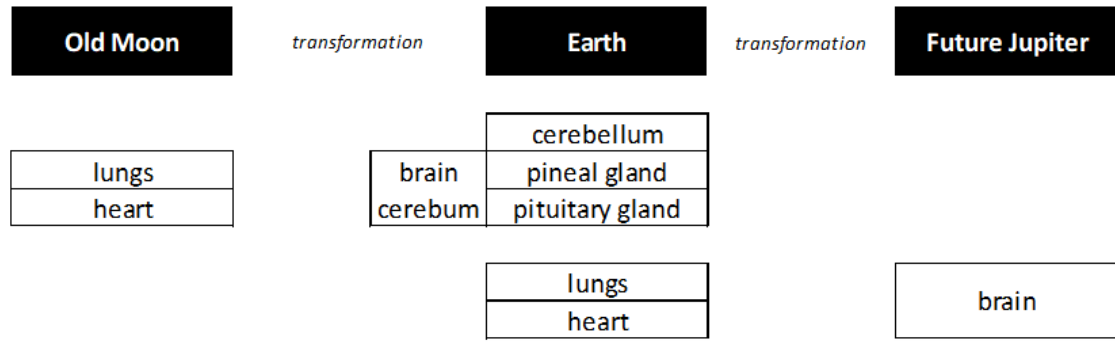 Old Moon transformation Earth transformation Future Jupiter
cerebellum
lungs brain pineal gland
heart cerebum pituitary gland
lungs
brain
heart